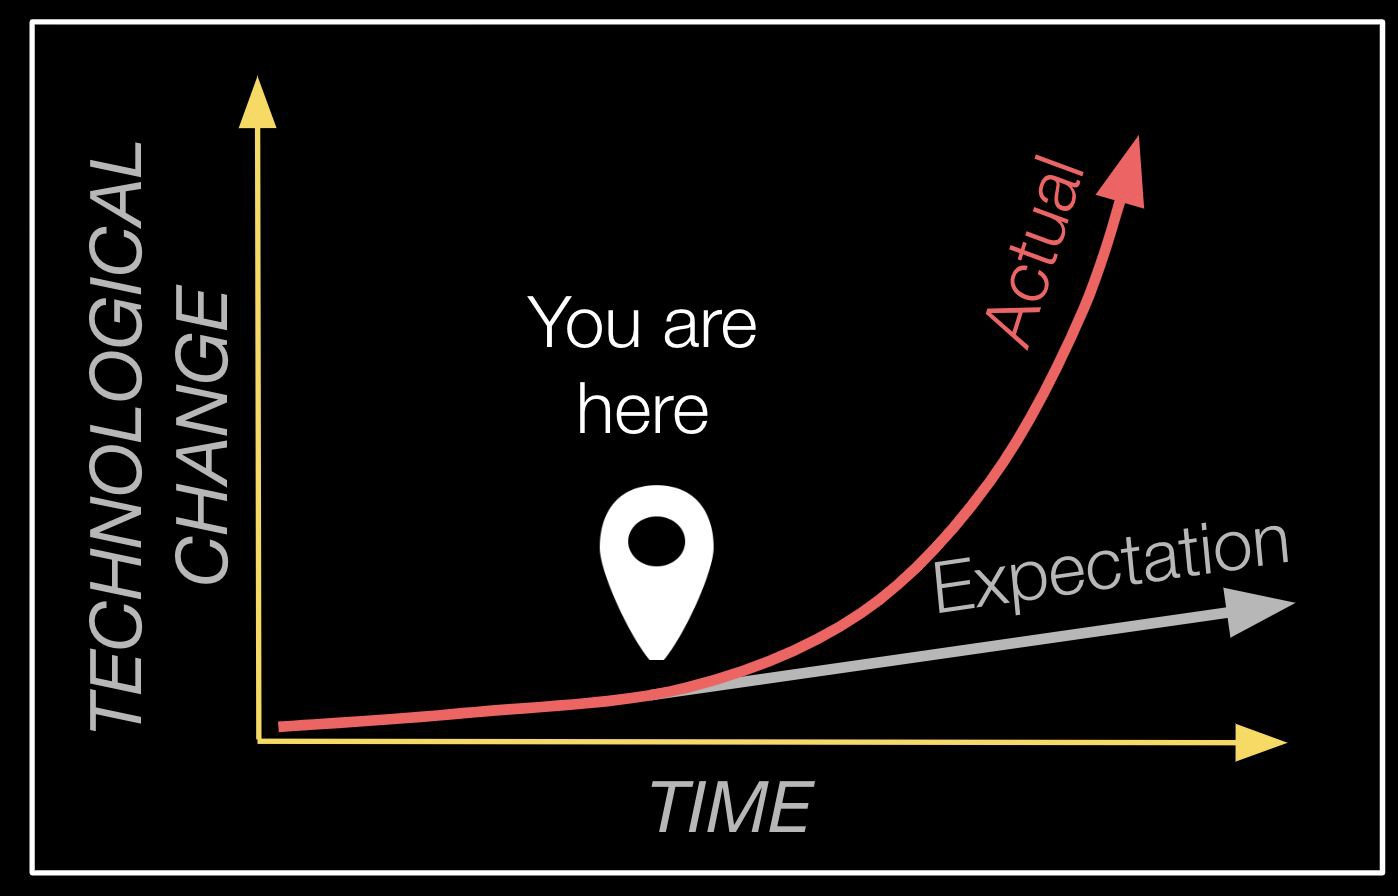 TECHNOLOGICAL
CHANGE
You are
here
Actual
Expectation
TIME